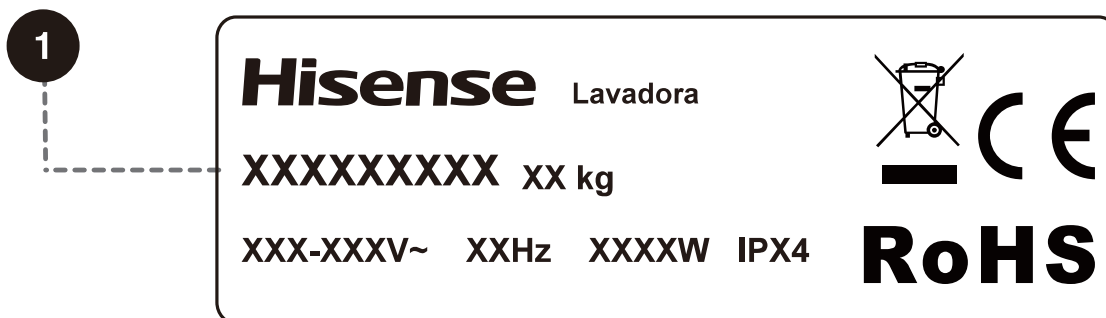 1
Hisense Lavadora
XXXXXXXXX XX kg
XXX-XXXV~ XXHz XXXXW IPX4
CE
RoHS